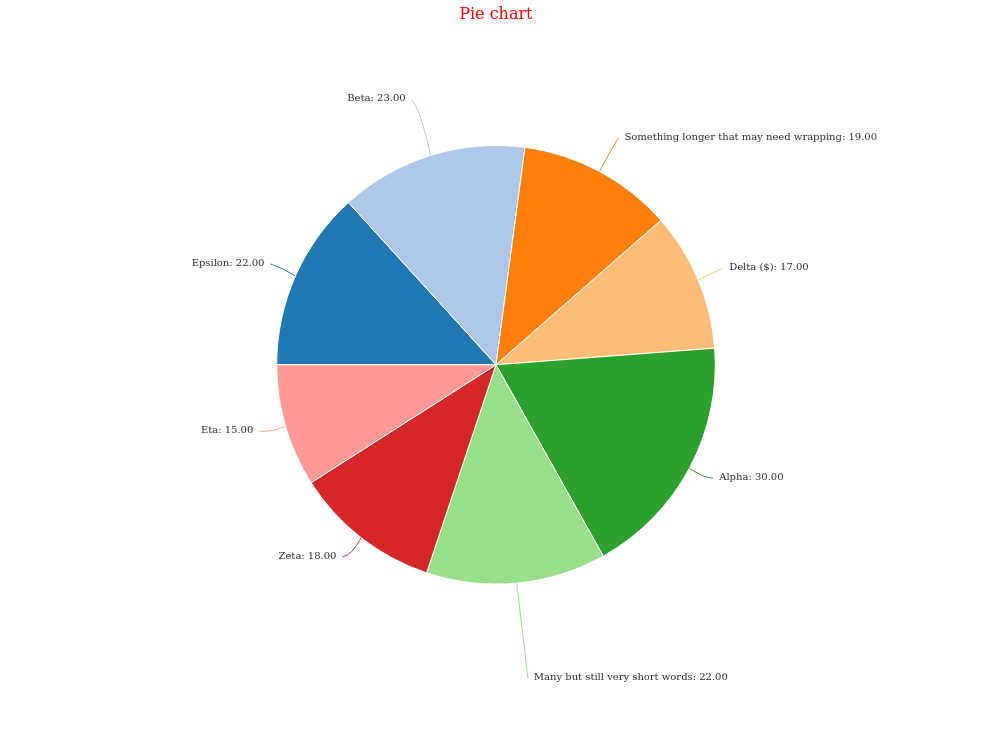 Pie chart
Beta: 23.00
Something longer that may need wrapping: 19.00
Epsilon: 22.00
Delta ($): 17.00
Eta: 15.00
Alpha: 30.00
Zeta: 18.00
Many but still very short words: 22.00